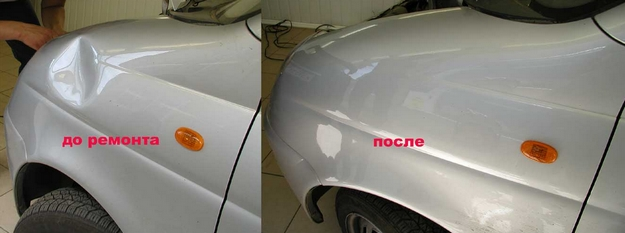 до ремонта
после